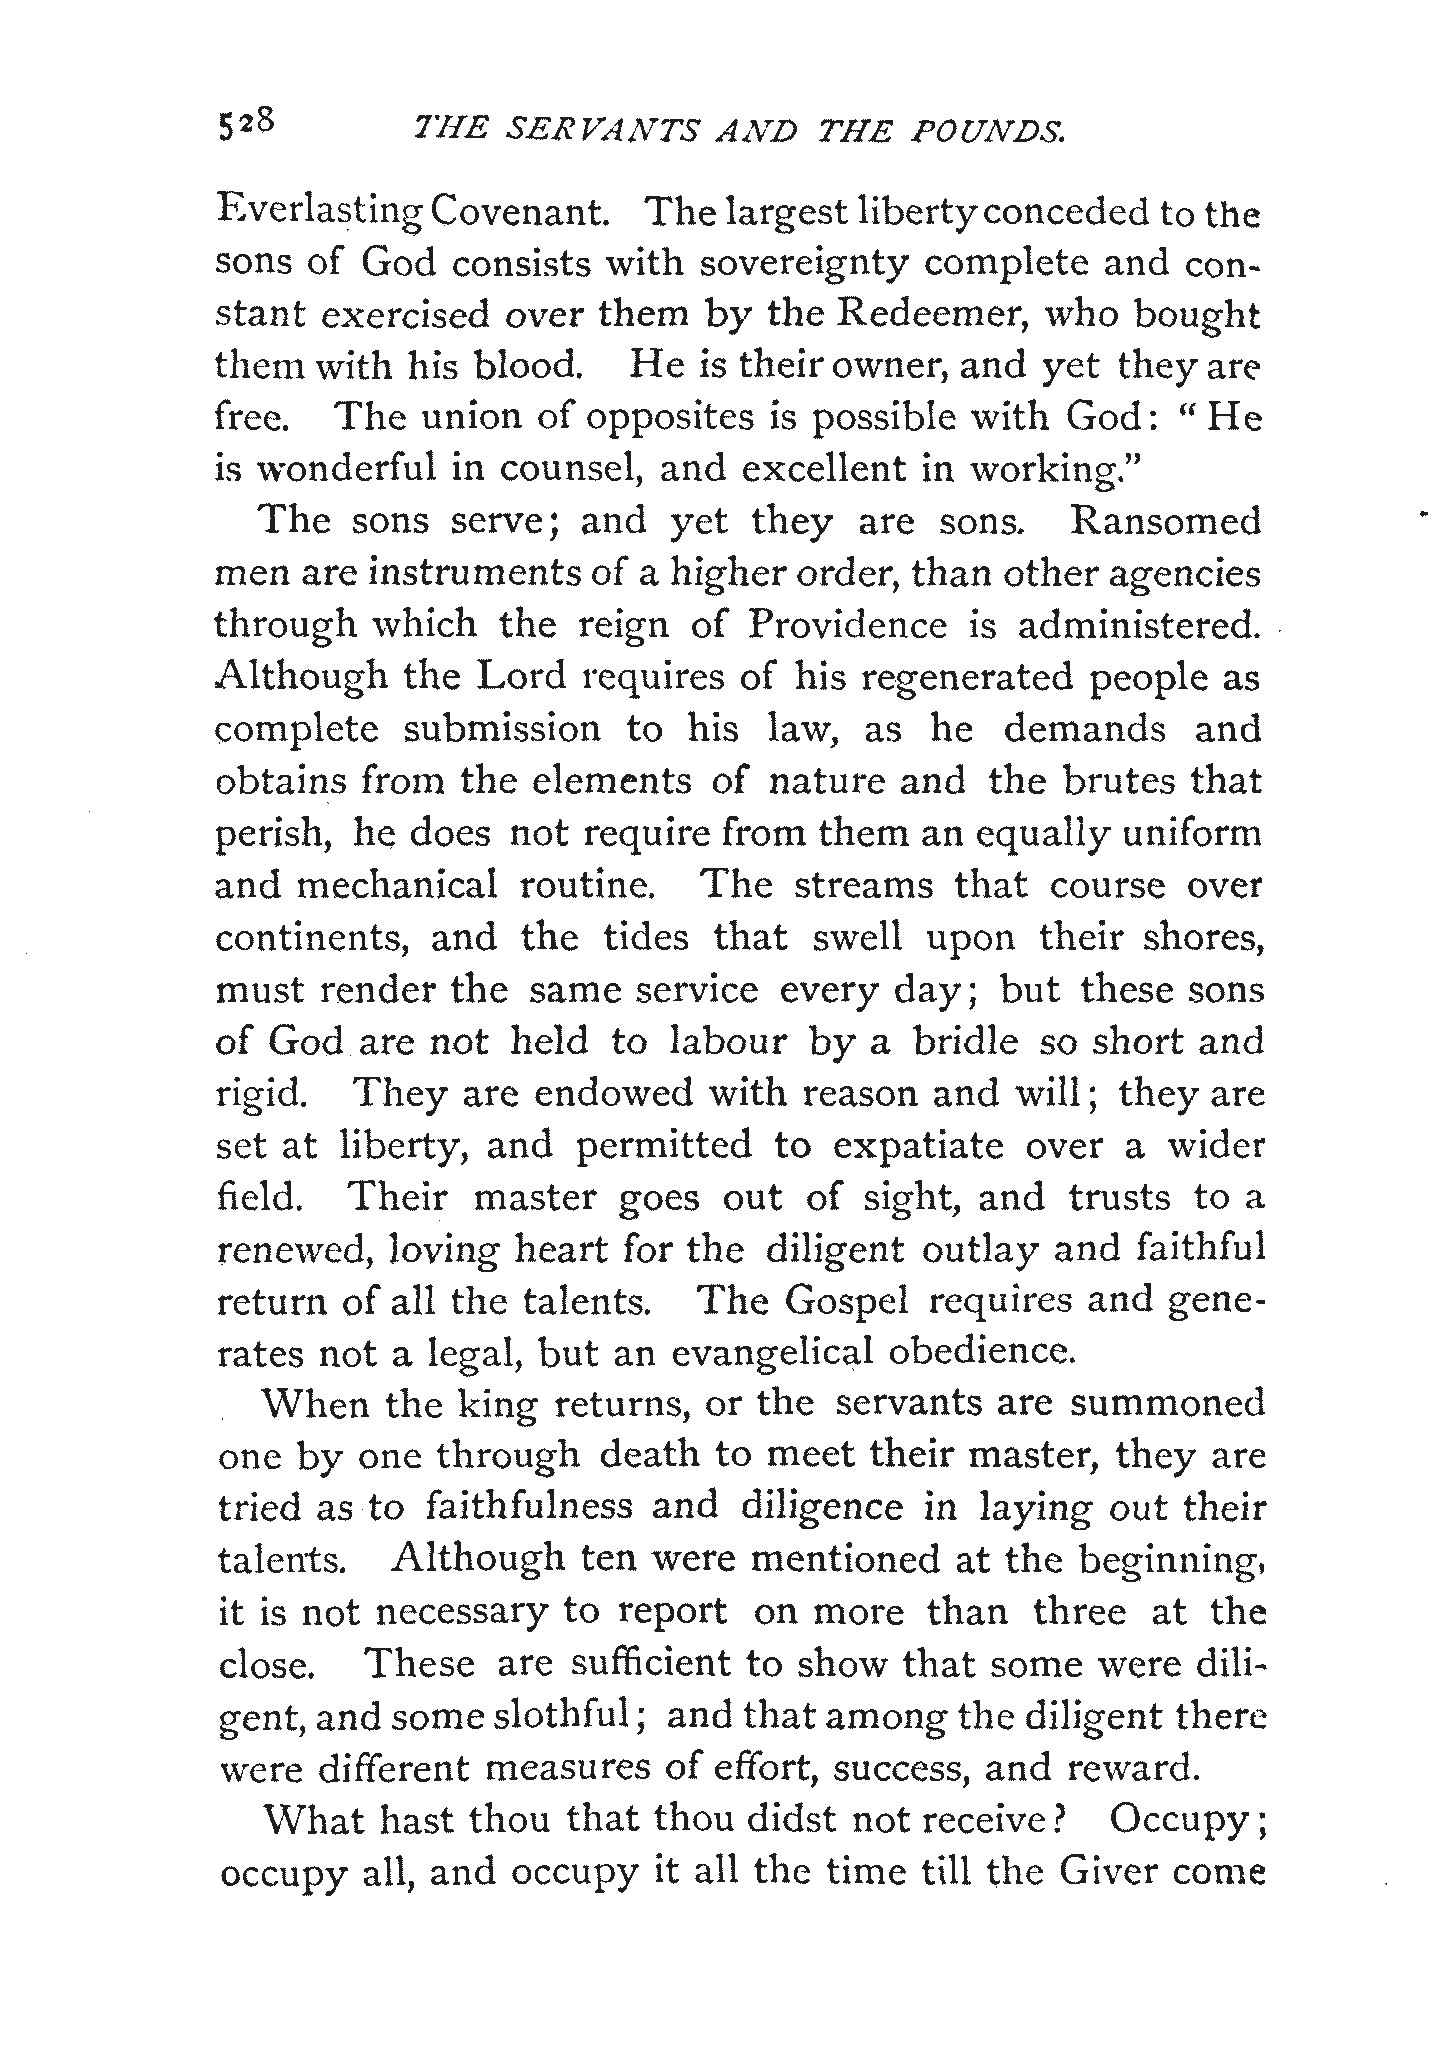 528 THE SERVANTS AND THE POUNDS.
Everlasting Covenant. The largest liberty conceded to the
sons of God consists with sovereignty complete and con-
stant exercised over them by the Redeemer, who bought
them with his blood. He is their owner, and yet they are
free. The union of opposites is possible with God: “ He
is wonderful in counsel, and excellent in working.”
The sons serve; and yet they are sons. Ransomed
men are instruments of a higher order, than other agencies
through which the reign of Providence is administered.
Although the Lord requires of his regenerated people as
complete submission to his law, as he demands and
obtains from the elements of nature and the brutes that
perish, he does not require from them an equally uniform
and mechanical routine. The streams that course over
continents, and the tides that swell upon their shores,
must render the same service every day; but these sons
of God are not held to labour by a bridle so short and
rigid. They are endowed with reason and will; they are
set at liberty, and permitted to expatiate over a wider
field. Their master goes out of sight, and trusts to a
renewed, loving heart for the diligent outlay and faithful
return of all the talents. The Gospel requires and gene-
rates not a legal, but an evangelical obedience.
When the king returns, or the servants are summoned
one by one through death to meet their master, they are
tried as to faithfulness and diligence in laying out their
talents. Although ten were mentioned at the beginning,
it is not necessary to report on more than three at the
close. These are sufficient to show that some were dili-
gent, and some slothful; and that among the diligent there
were different measures of effort, success, and reward.
What hast thou that thou didst not receive? Occupy;
occupy all, and occupy it all the time till the Giver come